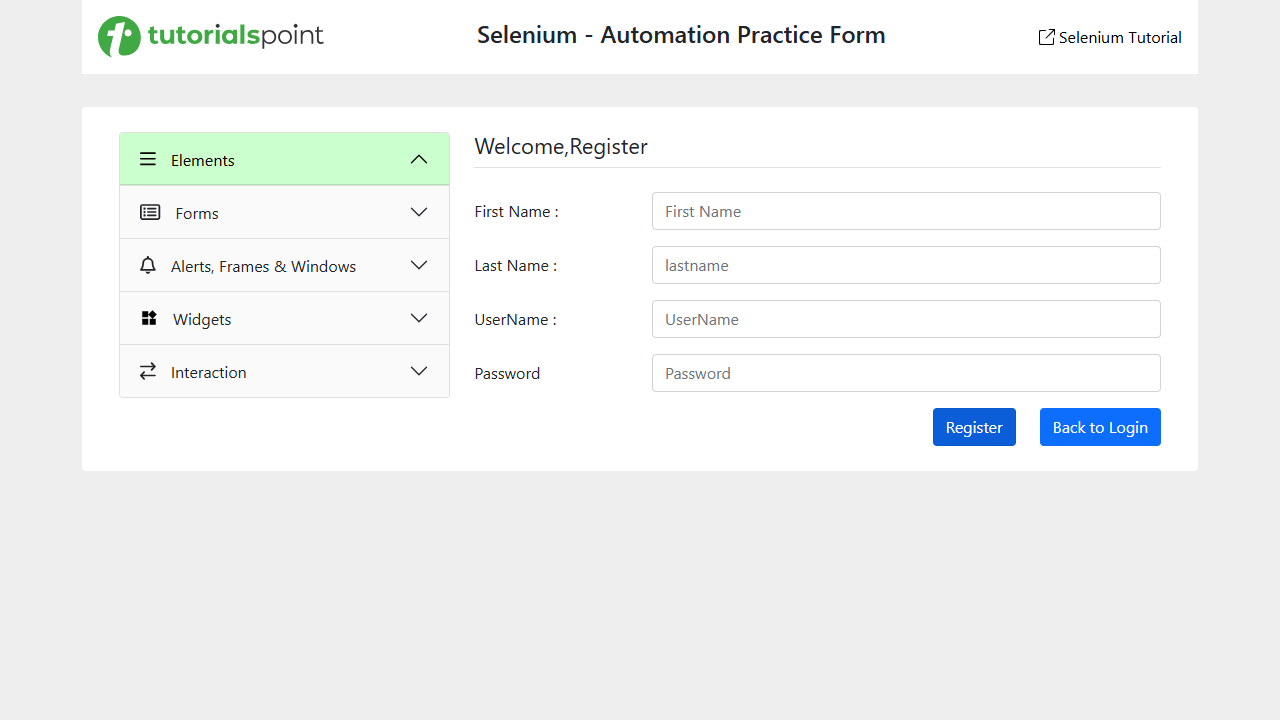 tutorialspoint
Selenium - Automation Practice Form
Selenium Tutorial
Elements
Forms
Alerts, Frames & Windows
Widgets
Interaction
Welcome,Register
First Name :
First Name
Last Name :
lastname
UserName :
UserName
Password
Password
Register
Back to Login